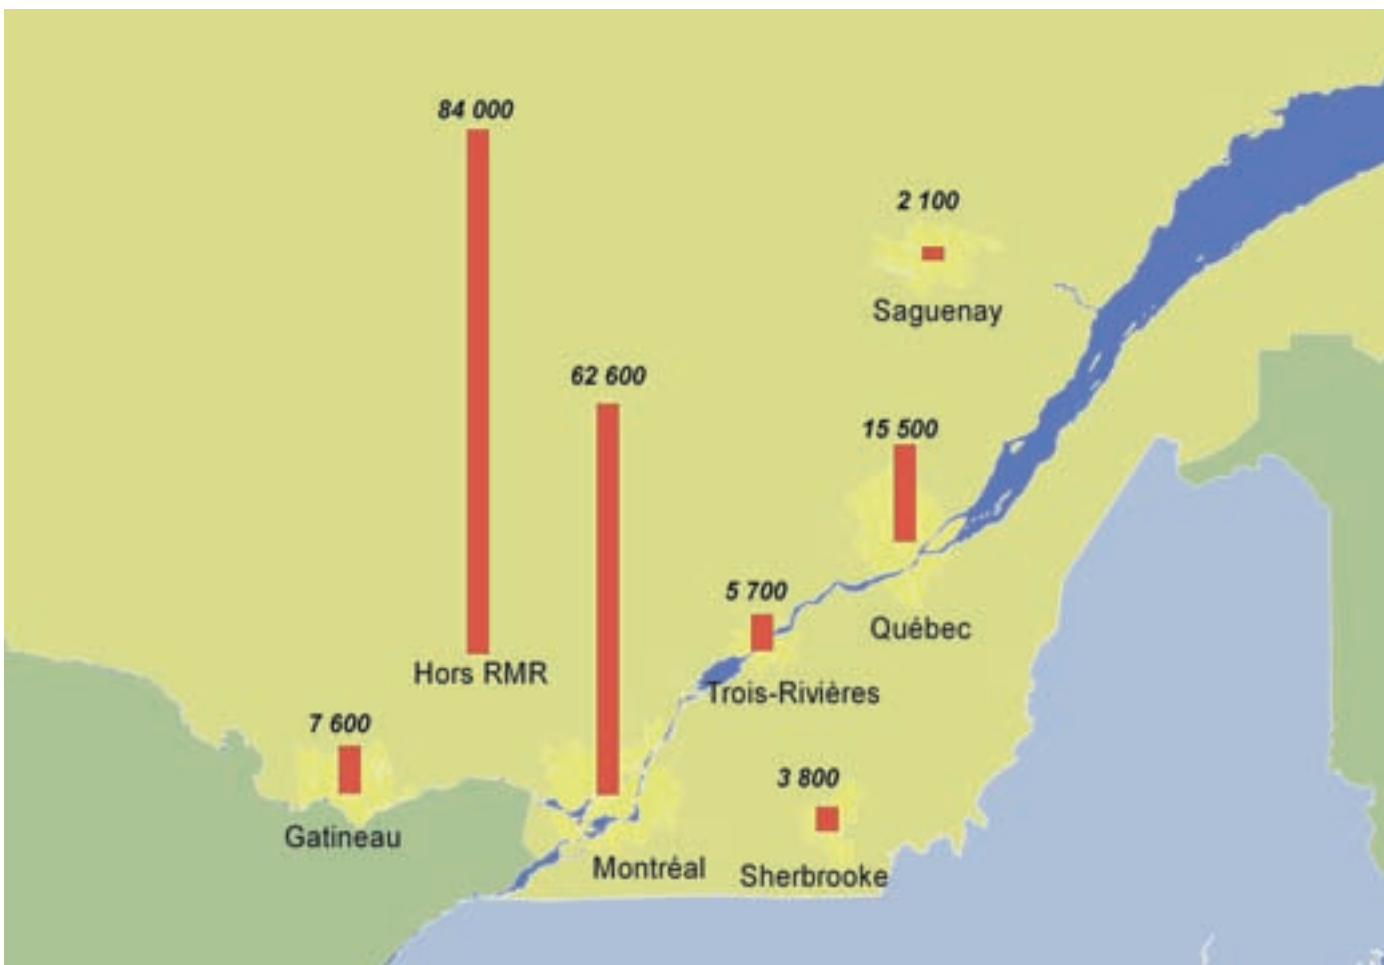 84 000
2 100
Saguenay
62 600
15 500
5 700
Québec
Hors RMR
Trois-Rivières
7 600
3 800
Gatineau
Montréal
Sherbrooke